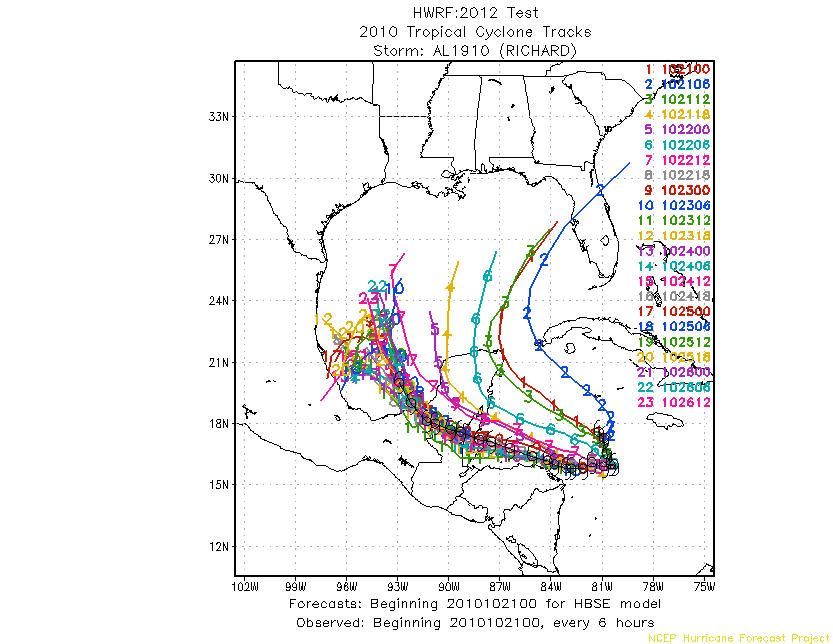 HWRF:2012 Test
2010 Tropical Cyclone Tracks
Storm: AL1910 (RICHARD)
1 102100
2 102106
3 102112
4 102118
5 102200
6 102206
7 102212
8 102218
9 102300
10 102306
11 102312
12 102318
13 102400
14 102406
15 102412
16 102418
17 102500
18 102506
19 102512
20 102518
21 102600
22 102606
23 102612
33N
30N
27N
24N
21N
18N
15N
12N
102W 99W 96W 93W 90W 87W 84W 81W 78W 75W
Forecasts: Beginning 2010102100 for HBSE model
Observed: Beginning 2010102100, every 6 hours
NCEP Hurricane Forecast Project